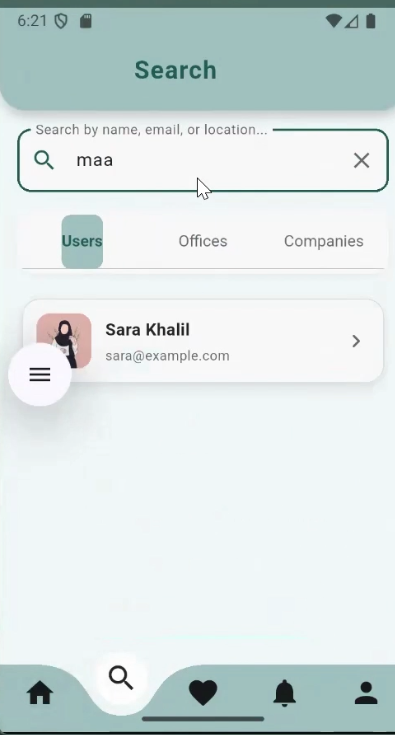 6:21
Search
Search by name, email, or location...
maa
Users Offices Companies
Sara Khalil
sara@example.com